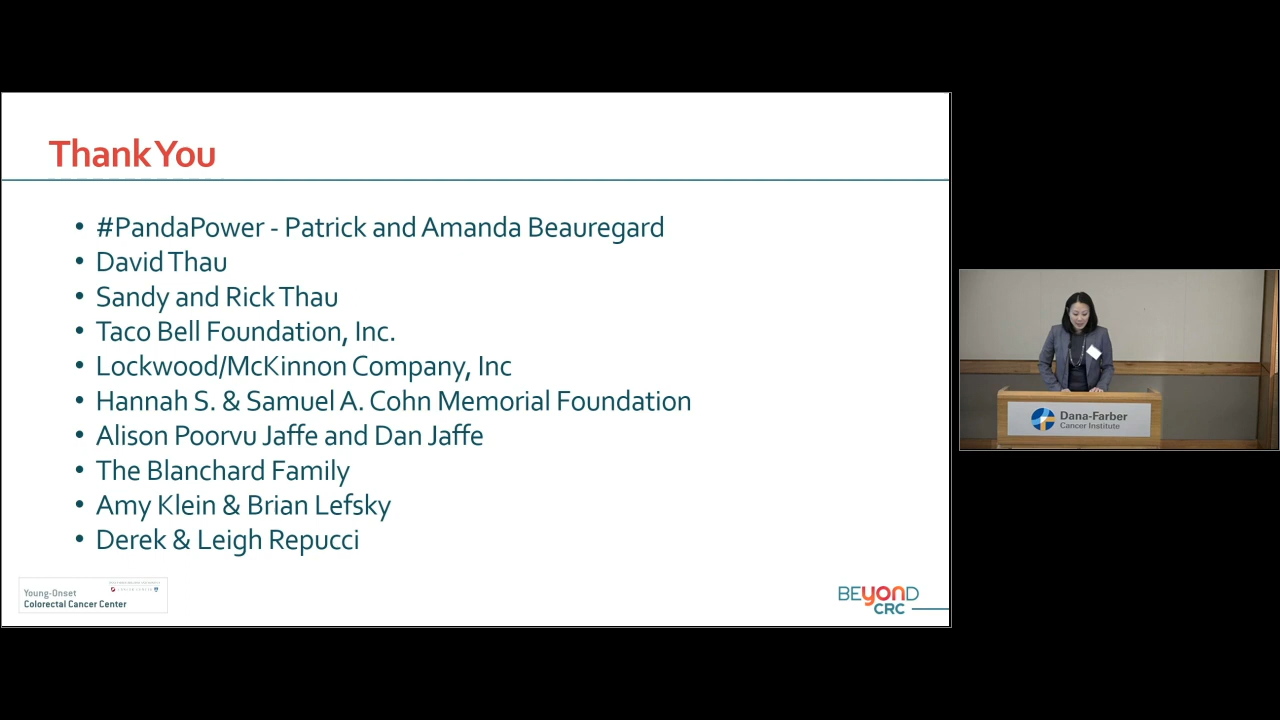 Thank You
• #PandaPower - Patrick and Amanda Beauregard
• David Thau
• Sandy and Rick Thau
• Taco Bell Foundation, Inc.
• Lockwood/McKinnon Company, Inc
• Hannah S. & Samuel A. Cohn Memorial Foundation
• Alison Poorvu Jaffe and Dan Jaffe
• The Blanchard Family
• Amy Klein & Brian Lefsky
• Derek & Leigh Repucci
Young-Onset
Colorectal Cancer Center
BEYOND
CRC
Dana-Farber
Cancer Institute